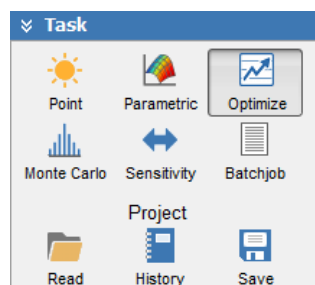 Task
Point Parametric Optimize
Monte Carlo Sensitivity Batchjob
Project
Read History Save